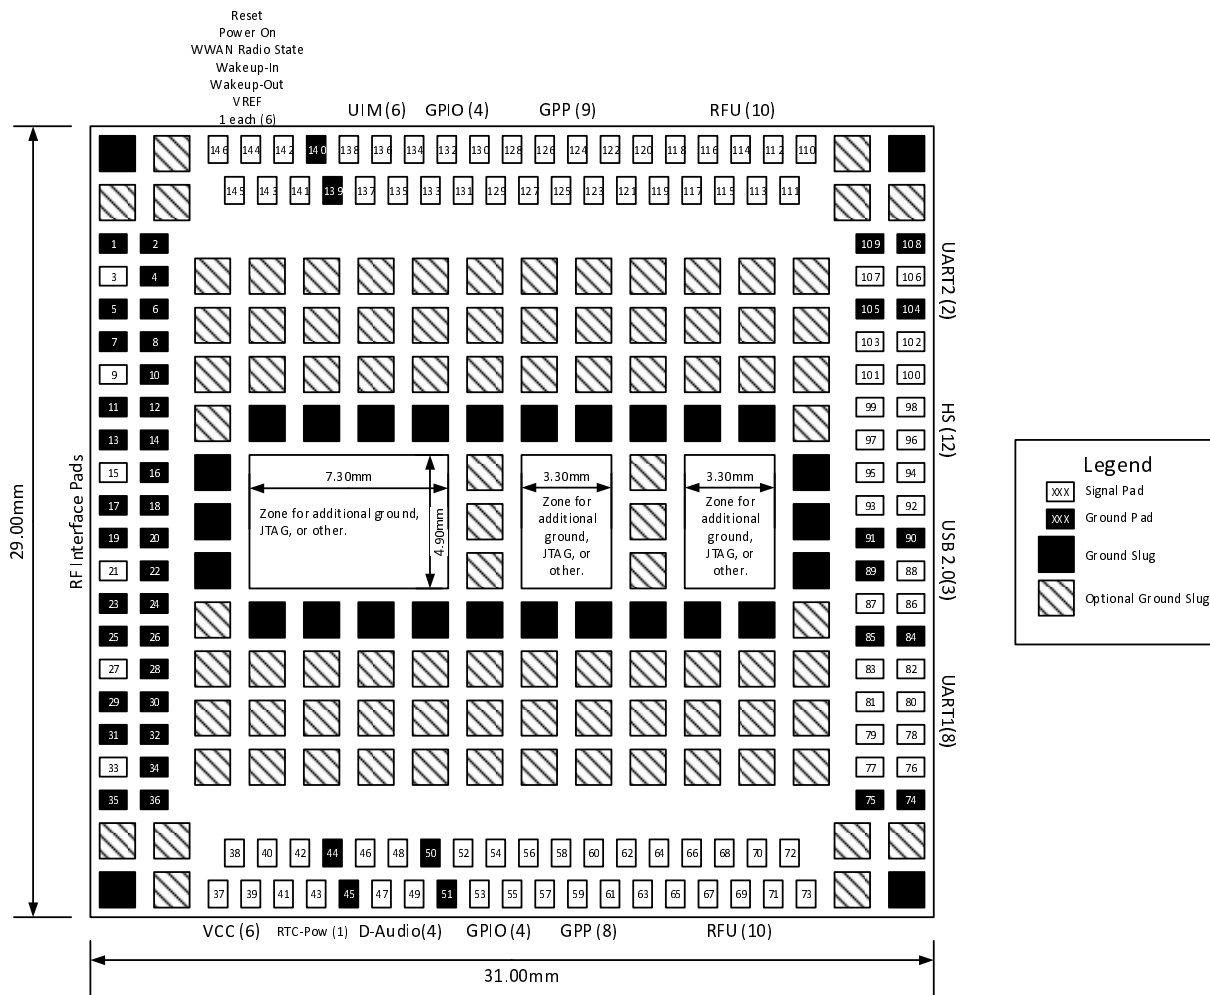 Reset
Power On
WWAN Radio State
Wakeup-In
Wakeup-Out
VREF
1 each (6)
UIM (6) GPIO (4) GPP (9) RFU (10)
146 144 142 140 138 136 134 132 130 128 126 124 122 120 118 116 114 112 110
145 143 141 139 137 135 133 131 129 127 125 123 121 119 117 115 113 111
1 2 109 108
3 4 107 106
5 6 105 104
7 8 103 102
9 10 101 100
11 12 99 98
13 14 97 96
15 16 95 94
17 18 93 92
19 20 91 90
21 22 89 88
23 24 87 86
25 26 85 84
27 28 83 82
29 30 81 80
31 32 79 78
33 34 77 76
35 36 75 74
UART2 (2)
HS (12)
USB 2.0(3)
UART1(8)
RF Interface Pads
29.00mm
7.30mm
Zone for additional ground,
JTAG, or other.
4.90mm
3.30mm
Zone for
additional
ground,
JTAG, or
other.
3.30mm
Zone for
additional
ground,
JTAG, or
other.
38 40 42 44 46 48 50 52 54 56 58 60 62 64 66 68 70 72
37 39 41 43 45 47 49 51 53 55 57 59 61 63 65 67 69 71 73
VCC (6) RTC-Pow (1) D-Audio(4) GPIO (4) GPP (8) RFU (10)
31.00mm
Legend
XXX Signal Pad
XXX Ground Pad
Ground Slug
Optional Ground Slug